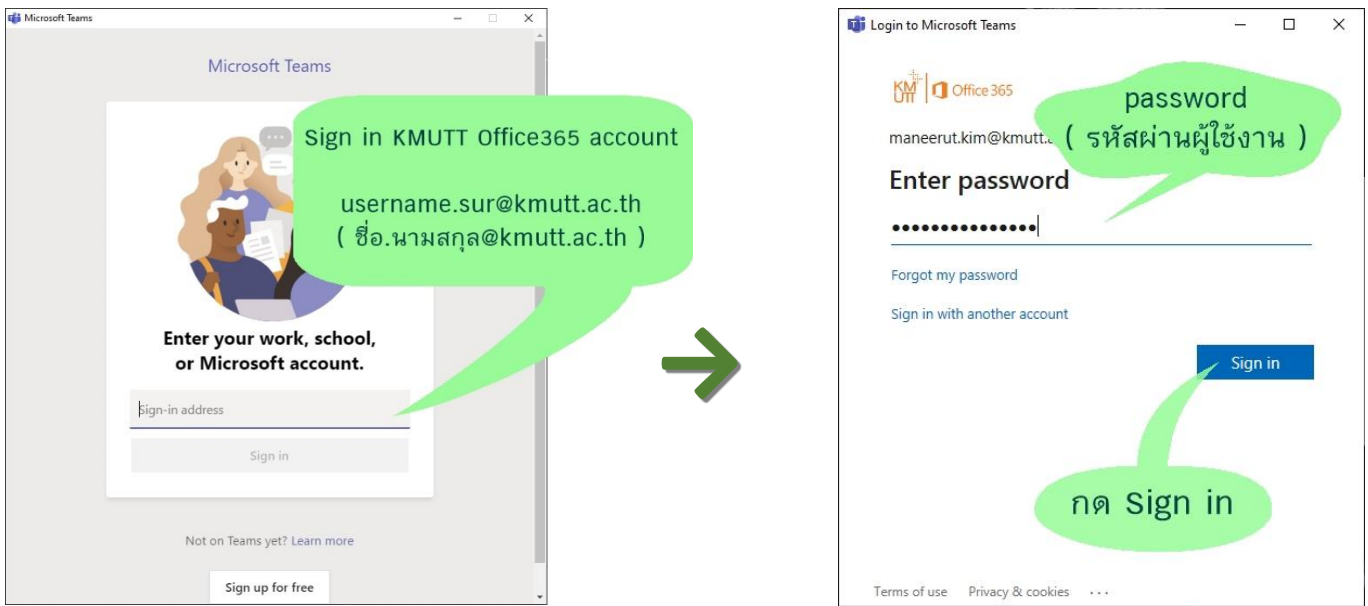 Microsoft Teams
Microsoft Teams
Sign in KMUTT Office365 account
username.sur@kmutt.ac.th
( ชื่อ.นามสกุล@kmutt.ac.th )
Enter your work, school,
or Microsoft account.
Sign-in address
Sign in
Not on Teams yet? Learn more
Sign up for free
Login to Microsoft Teams
KMUTT Office 365
maneerut.kim@kmutt.
password
( รหัสผ่านผู้ใช้งาน )
Enter password
Forgot my password
Sign in with another account
Sign in
กด Sign in
Terms of use Privacy & cookies ...